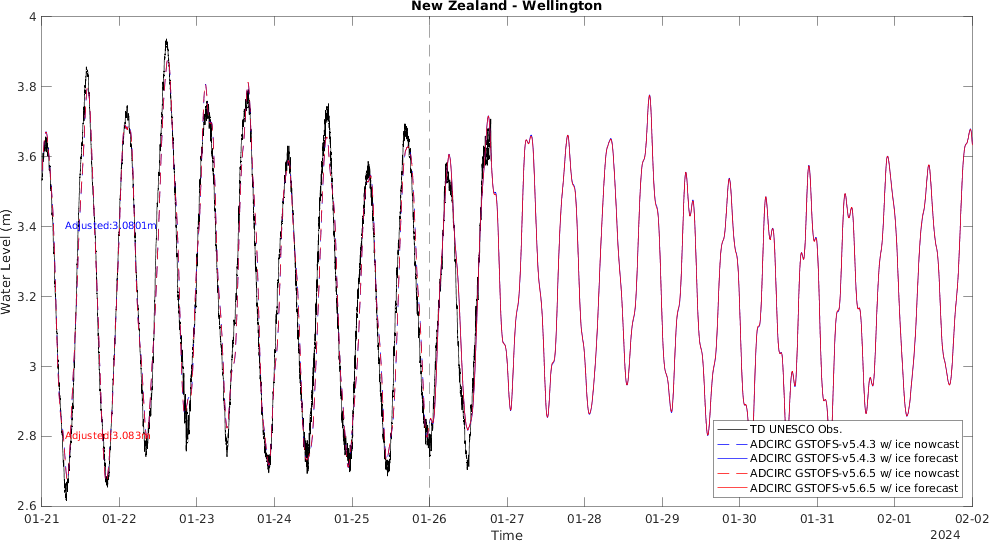 New Zealand - Wellington
4
3.8
3.6
3.4
3.2
3
2.8
2.6
Water Level (m)
Adjusted:3.0801m
Adjusted:3.083m
TD UNESCO Obs.
ADCIRC GSTOFS-v5.4.3 w/ ice nowcast
ADCIRC GSTOFS-v5.4.3 w/ ice forecast
ADCIRC GSTOFS-v5.6.5 w/ ice nowcast
ADCIRC GSTOFS-v5.6.5 w/ ice forecast
01-21 01-22 01-23 01-24 01-25 01-26 01-27 01-28 01-29 01-30 01-31 02-01 02-02
Time
2024